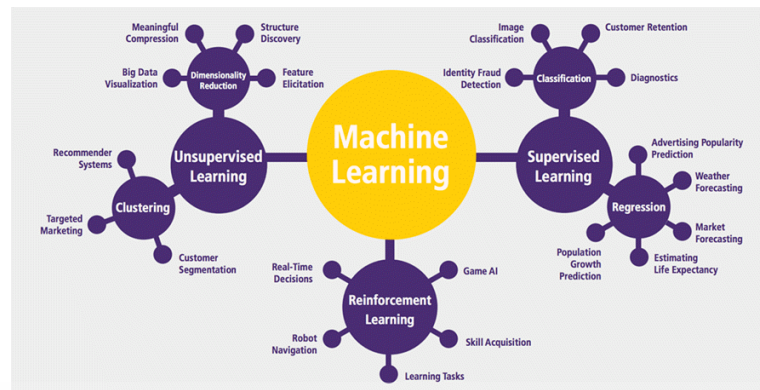 Machine
Learning
Unsupervised
Learning
Dimensionality
Reduction
Meaningful
Compression
Structure
Discovery
Big Data
Visualization
Feature
Elicitation
Clustering
Recommender
Systems
Targeted
Marketing
Customer
Segmentation
Supervised
Learning
Classification
Image
Classification
Customer Retention
Identity Fraud
Detection
Diagnostics
Regression
Advertising Popularity
Prediction
Weather
Forecasting
Market
Forecasting
Estimating
Life Expectancy
Population
Growth
Prediction
Reinforcement
Learning
Real-Time
Decisions
Game AI
Robot
Navigation
Skill Acquisition
Learning Tasks